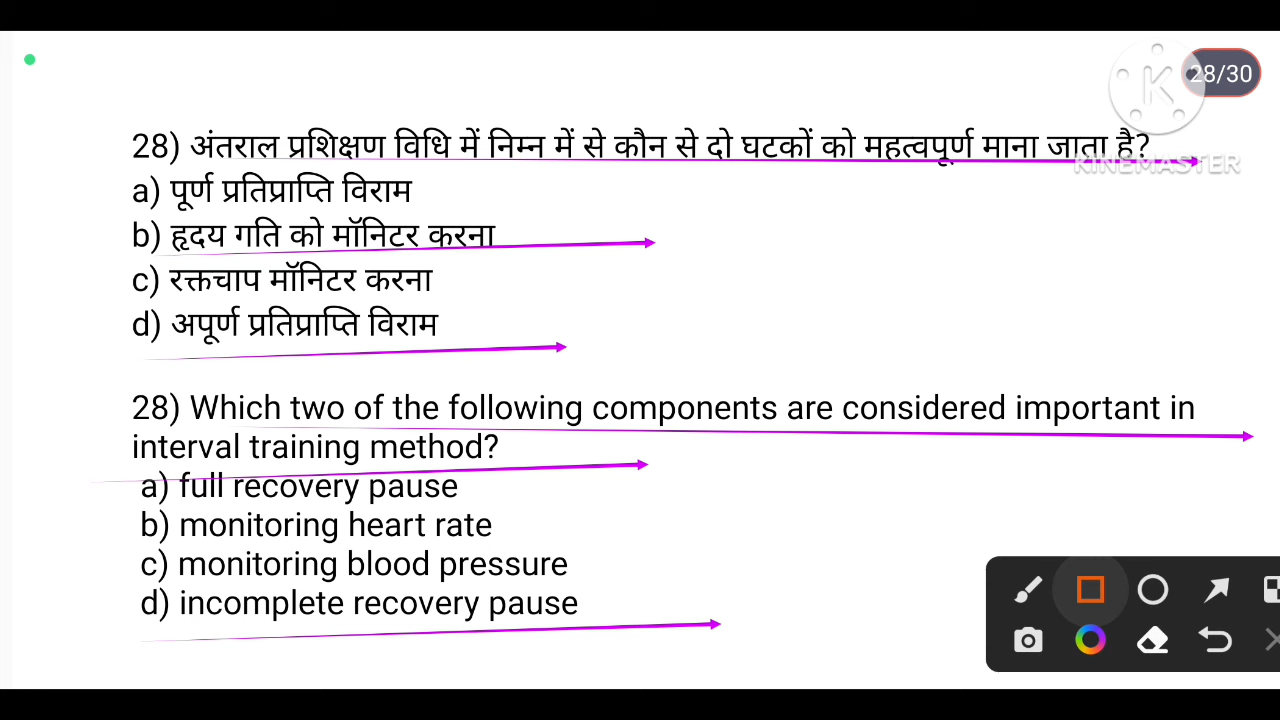 28/30
KINEMASTER
28) अंतराल प्रशिक्षण विधि में निम्न में से कौन से दो घटकों को महत्वपूर्ण माना जाता है?
a) पूर्ण प्रतिप्राप्ति विराम
b) हृदय गति को मॉनिटर करना
c) रक्तचाप मॉनिटर करना
d) अपूर्ण प्रतिप्राप्ति विराम
28) Which two of the following components are considered important in
interval training method?
a) full recovery pause
b) monitoring heart rate
c) monitoring blood pressure
d) incomplete recovery pause